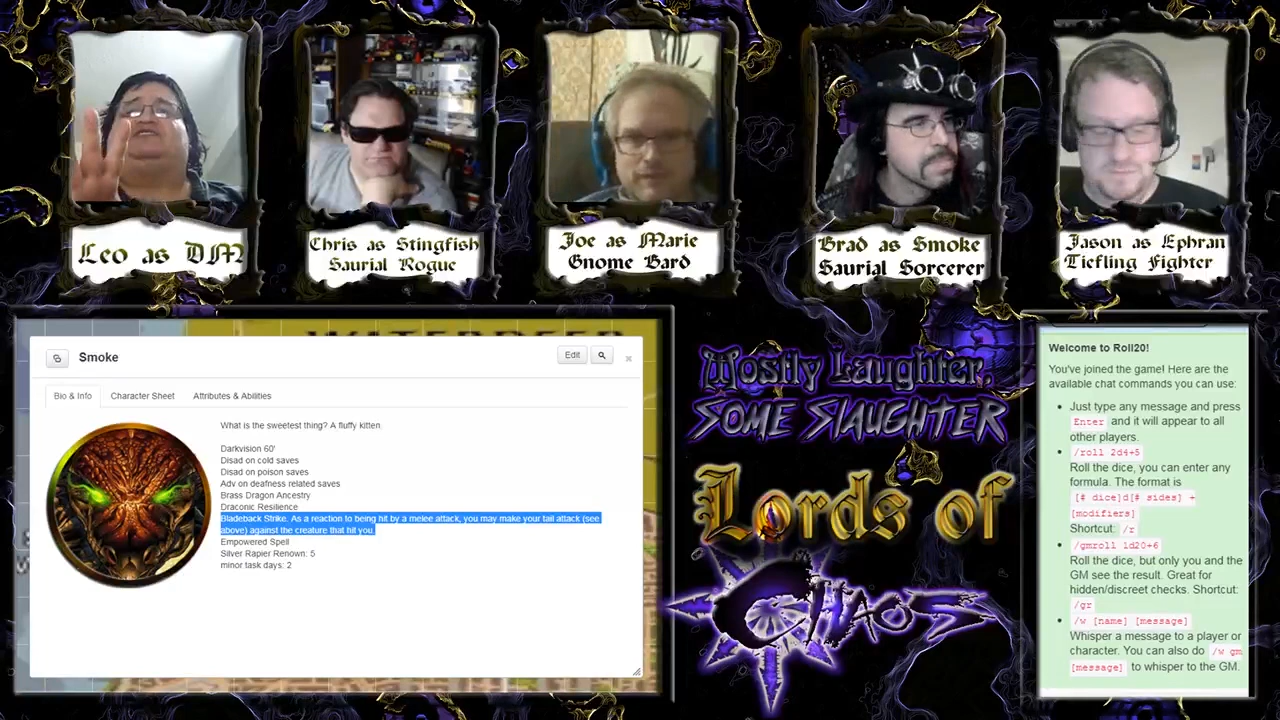 Leo as DM
Chris as Stingfish
Saurial Rogue
Joe as Marie
Gnome Bard
Brad as Smoke
Saurial Sorcerer
Jason as Ephran
Tiefling Fighter
WATERDEEP
Smoke
Edit
Bio & Info
Character Sheet
Attributes & Abilities
What is the sweetest thing? A fluffy kitten.
Darkvision 60'
Disad on cold saves
Disad on poison saves
Adv on deafness related saves
Brass Dragon Ancestry
Draconic Resilience
Bladeback Strike. As a reaction to being hit by a melee attack, you may make your tail attack (see
above) against the creature that hit you.
Empowered Spell
Silver Rapier Renown: 5
minor task days: 2
Mostly Laughter,
SOME SLAUGHTER
Lords of
CHAOS
Welcome to Roll20!
You've joined the game! Here are the
available chat commands you can use:
Just type any message and press
Enter and it will appear to all
other players.
/roll 2d4+5
Roll the dice, you can enter any
formula. The format is
[# dice]d[# sides] +
[modifiers]
Shortcut: /r
/gmroll 1d20+6
Roll the dice, but only you and the
GM see the result. Great for
hidden/discreet checks. Shortcut:
/gr
/w [name] [message]
Whisper a message to a player or
character. You can also do /w gm
[message] to whisper to the GM.